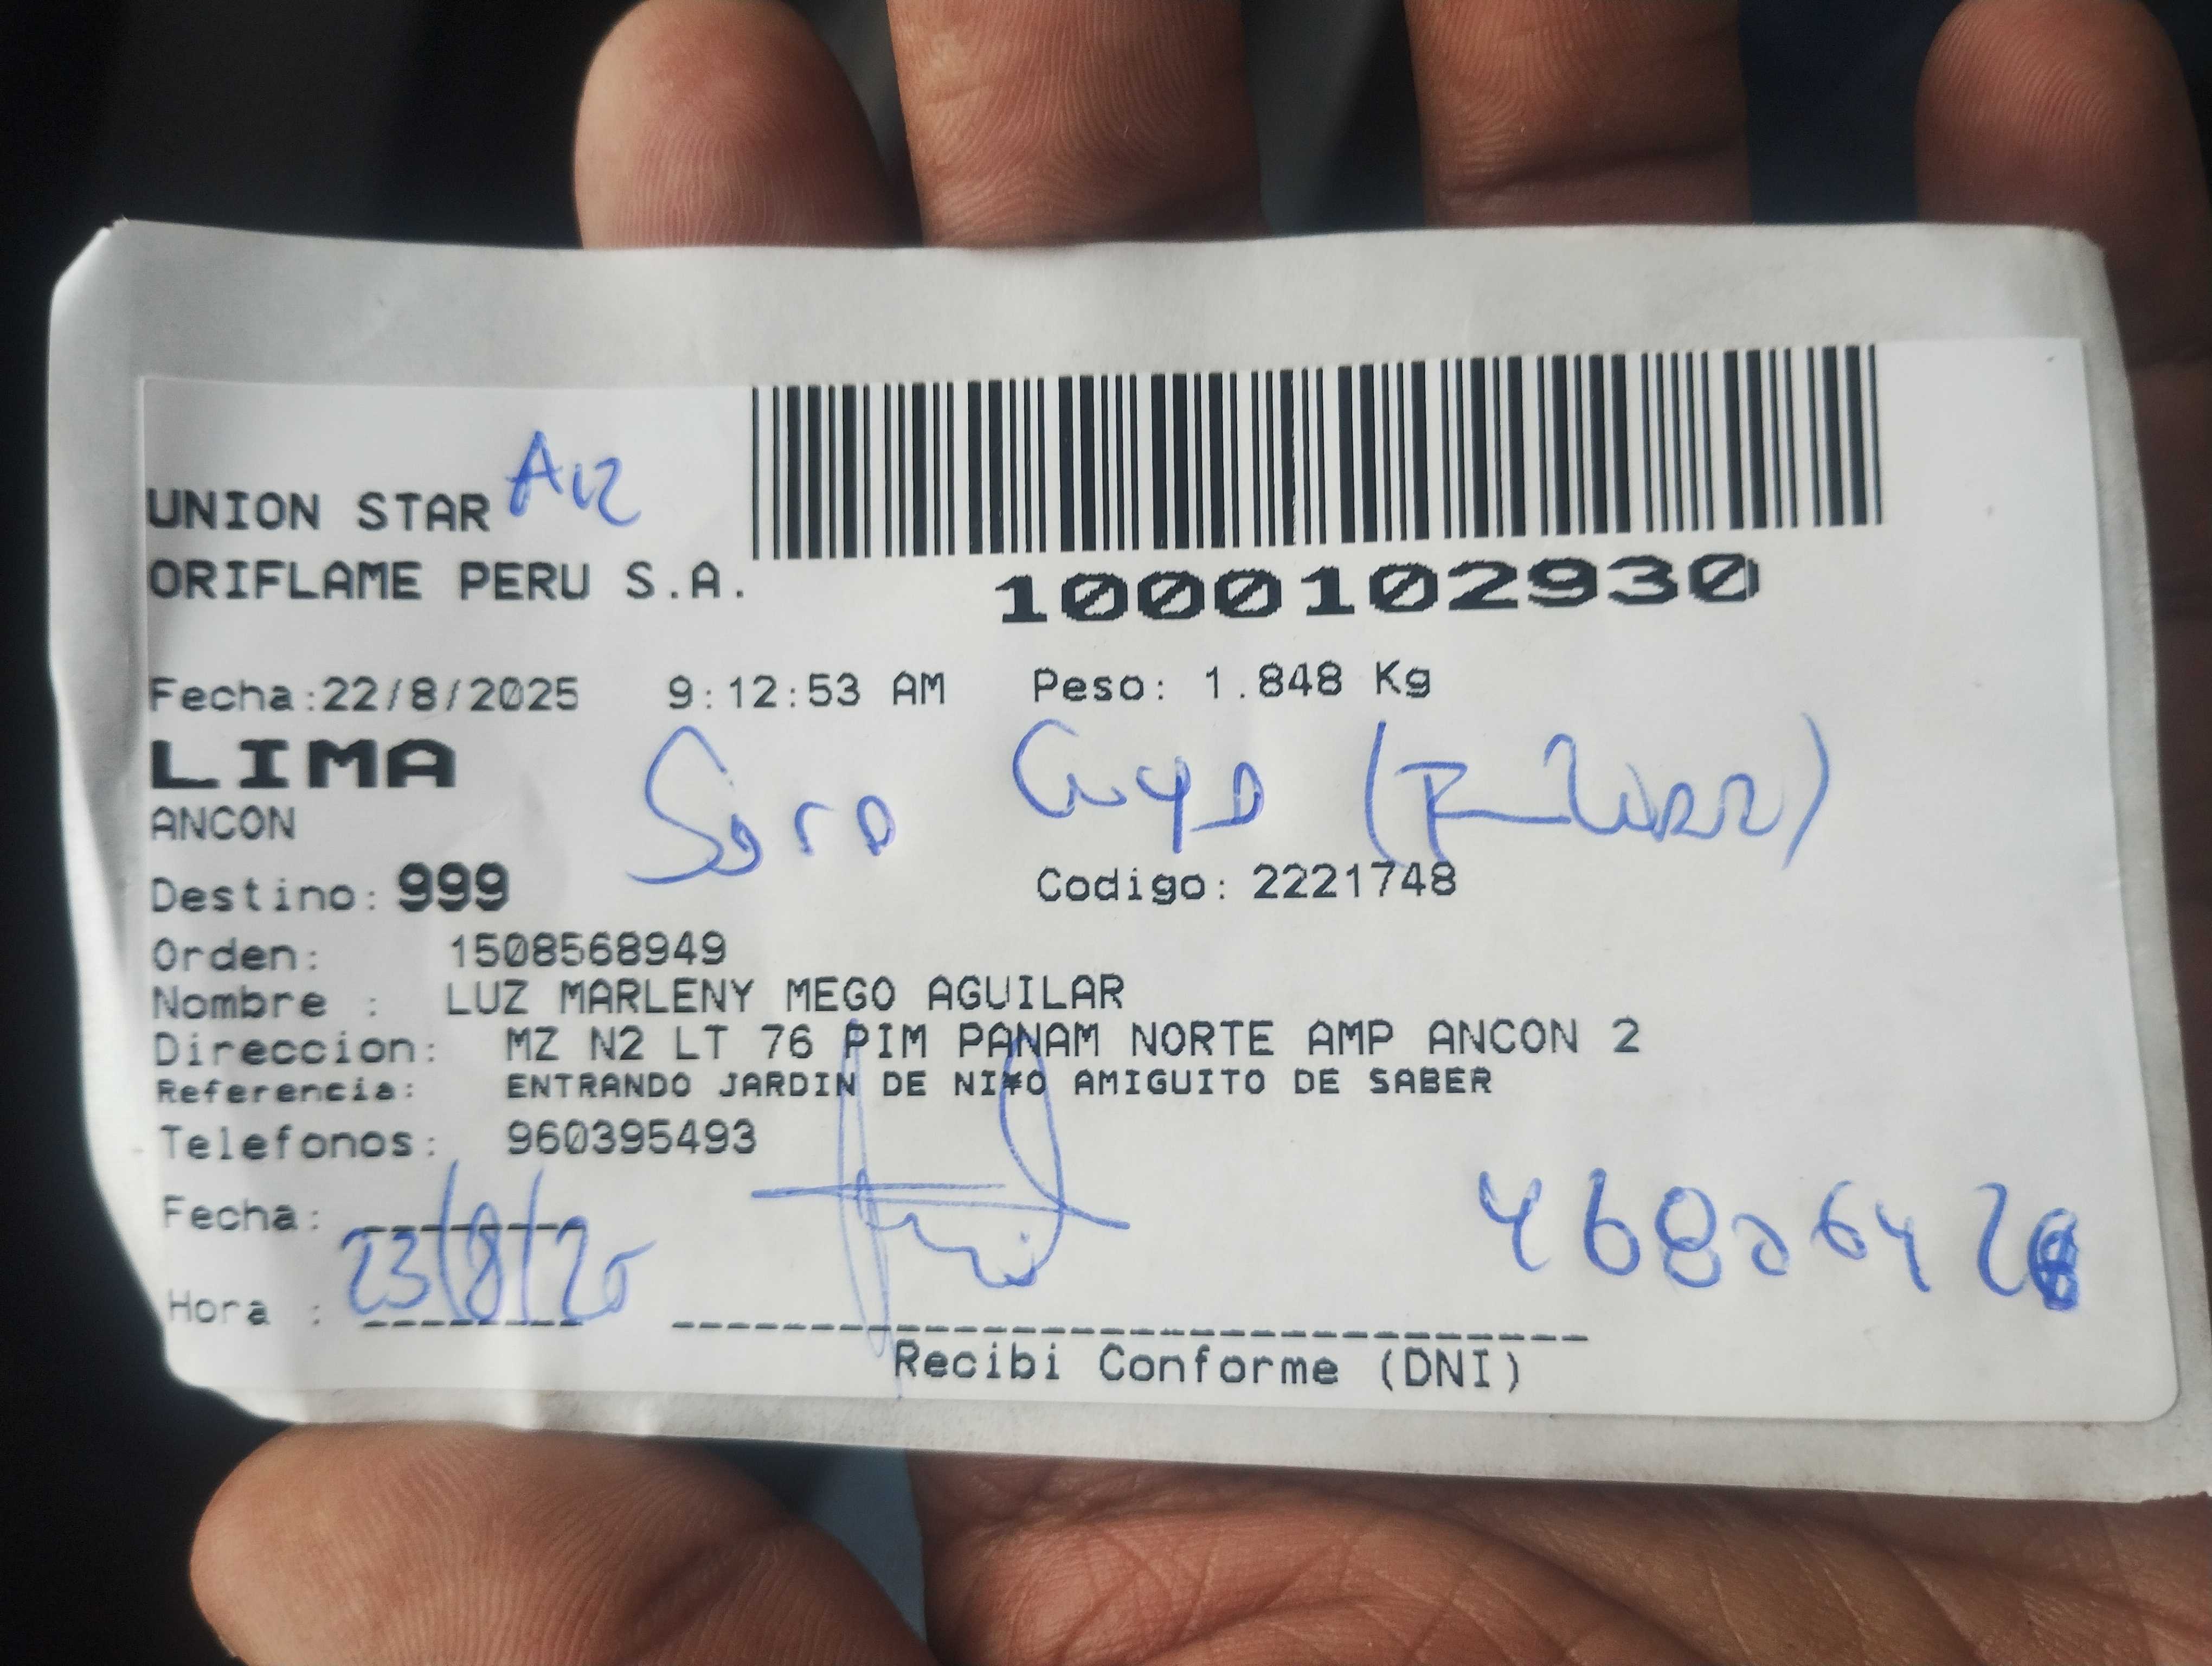 UNION STAR
ORIFLAME PERU S.A.
1000102930
Fecha:22/8/2025 9:12:53 AM Peso: 1.848 Kg
LIMA
ANCON
Destino: 999 Codigo: 2221748
Orden: 1508568949
Nombre : LUZ MARLENY MEGO AGUILAR
Direccion: MZ N2 LT 76 PIM PANAM NORTE AMP ANCON 2
Referencia: ENTRANDO JARDIN DE NI¥O AMIGUITO DE SABER
Telefonos: 960395493
Fecha: 23/8/25
Hora :
Recibi Conforme (DNI)